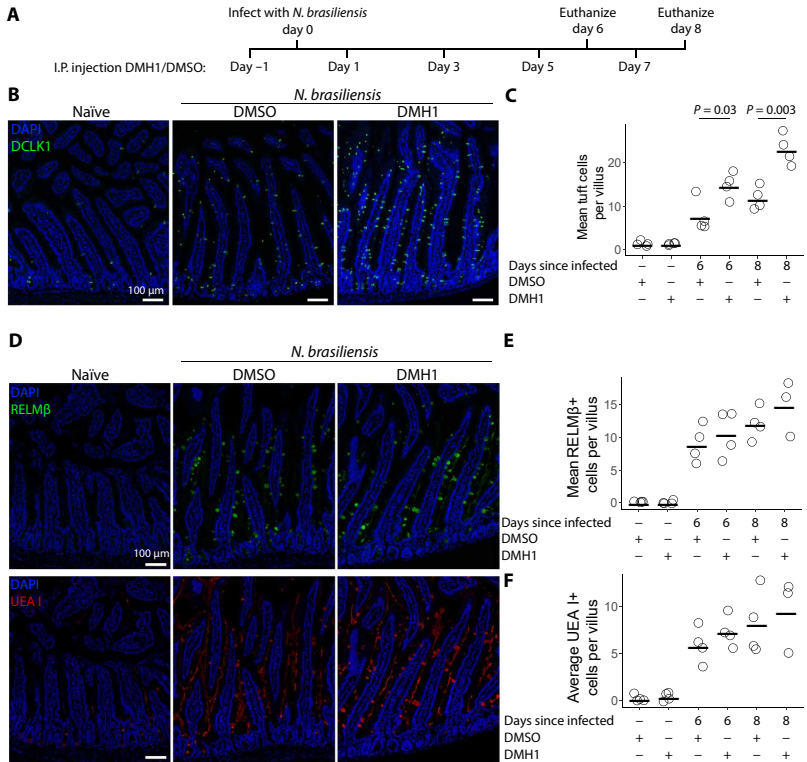 A
Infect with N. brasiliensis
day 0
Euthanize
day 6
Euthanize
day 8
I.P. injection DMH1/DMSO:
Day –1
Day 1
Day 3
Day 5
Day 7
B
N. brasiliensis
Naïve
DMSO
DMH1
DAPI
DCLK1
100 µm
C
P = 0.03
P = 0.003
Mean tuft cells
per villus
20
10
0
Days since infected – – 6 6 8 8
DMSO + – + – + –
DMH1 – + – + – +
D
N. brasiliensis
Naïve
DMSO
DMH1
DAPI
RELMβ
100 µm
DAPI
UEA I
E
Mean RELMβ+
cells per villus
15
10
5
0
Days since infected – – 6 6 8 8
DMSO + – + – + –
DMH1 – + – + – +
F
Average UEA I+
cells per villus
10
5
0
Days since infected – – 6 6 8 8
DMSO + – + – + –
DMH1 – + – + – +